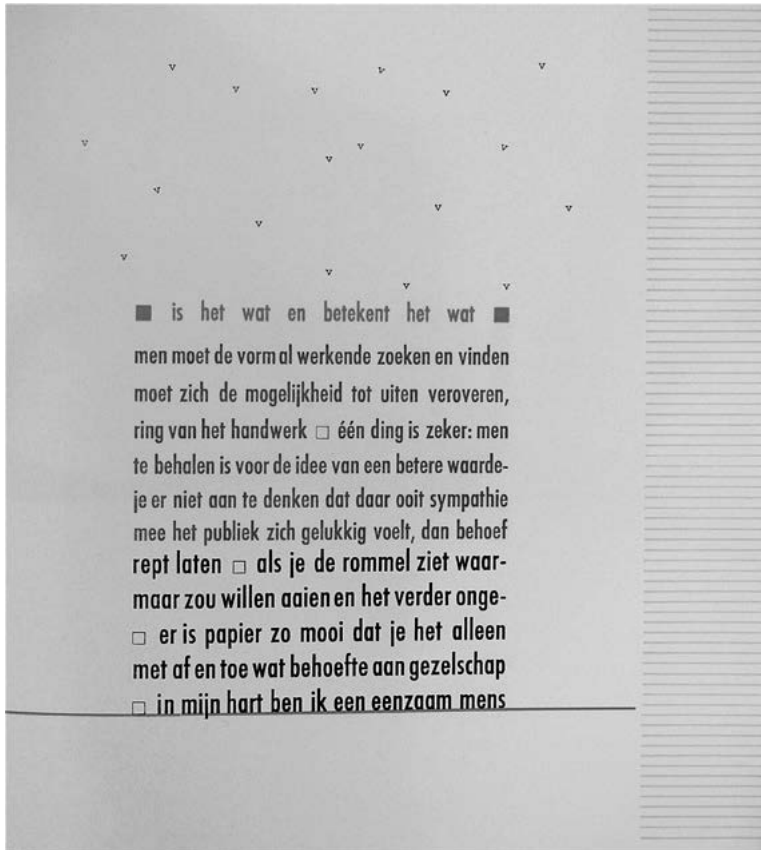 ■ is het wat en betekent het wat ■
men moet de vorm al werkende zoeken en vinden
moet zich de mogelijkheid tot uiten veroveren,
ring van het handwerk □ één ding is zeker: men
te behalen is voor de idee van een betere waarde-
je er niet aan te denken dat daar ooit sympathie
mee het publiek zich gelukkig voelt, dan behoef
rept laten □ als je de rommel ziet waar-
maar zou willen aaien en het verder onge-
□ er is papier zo mooi dat je het alleen
met af en toe wat behoefte aan gezelschap
□ in mijn hart ben ik een eenzaam mens